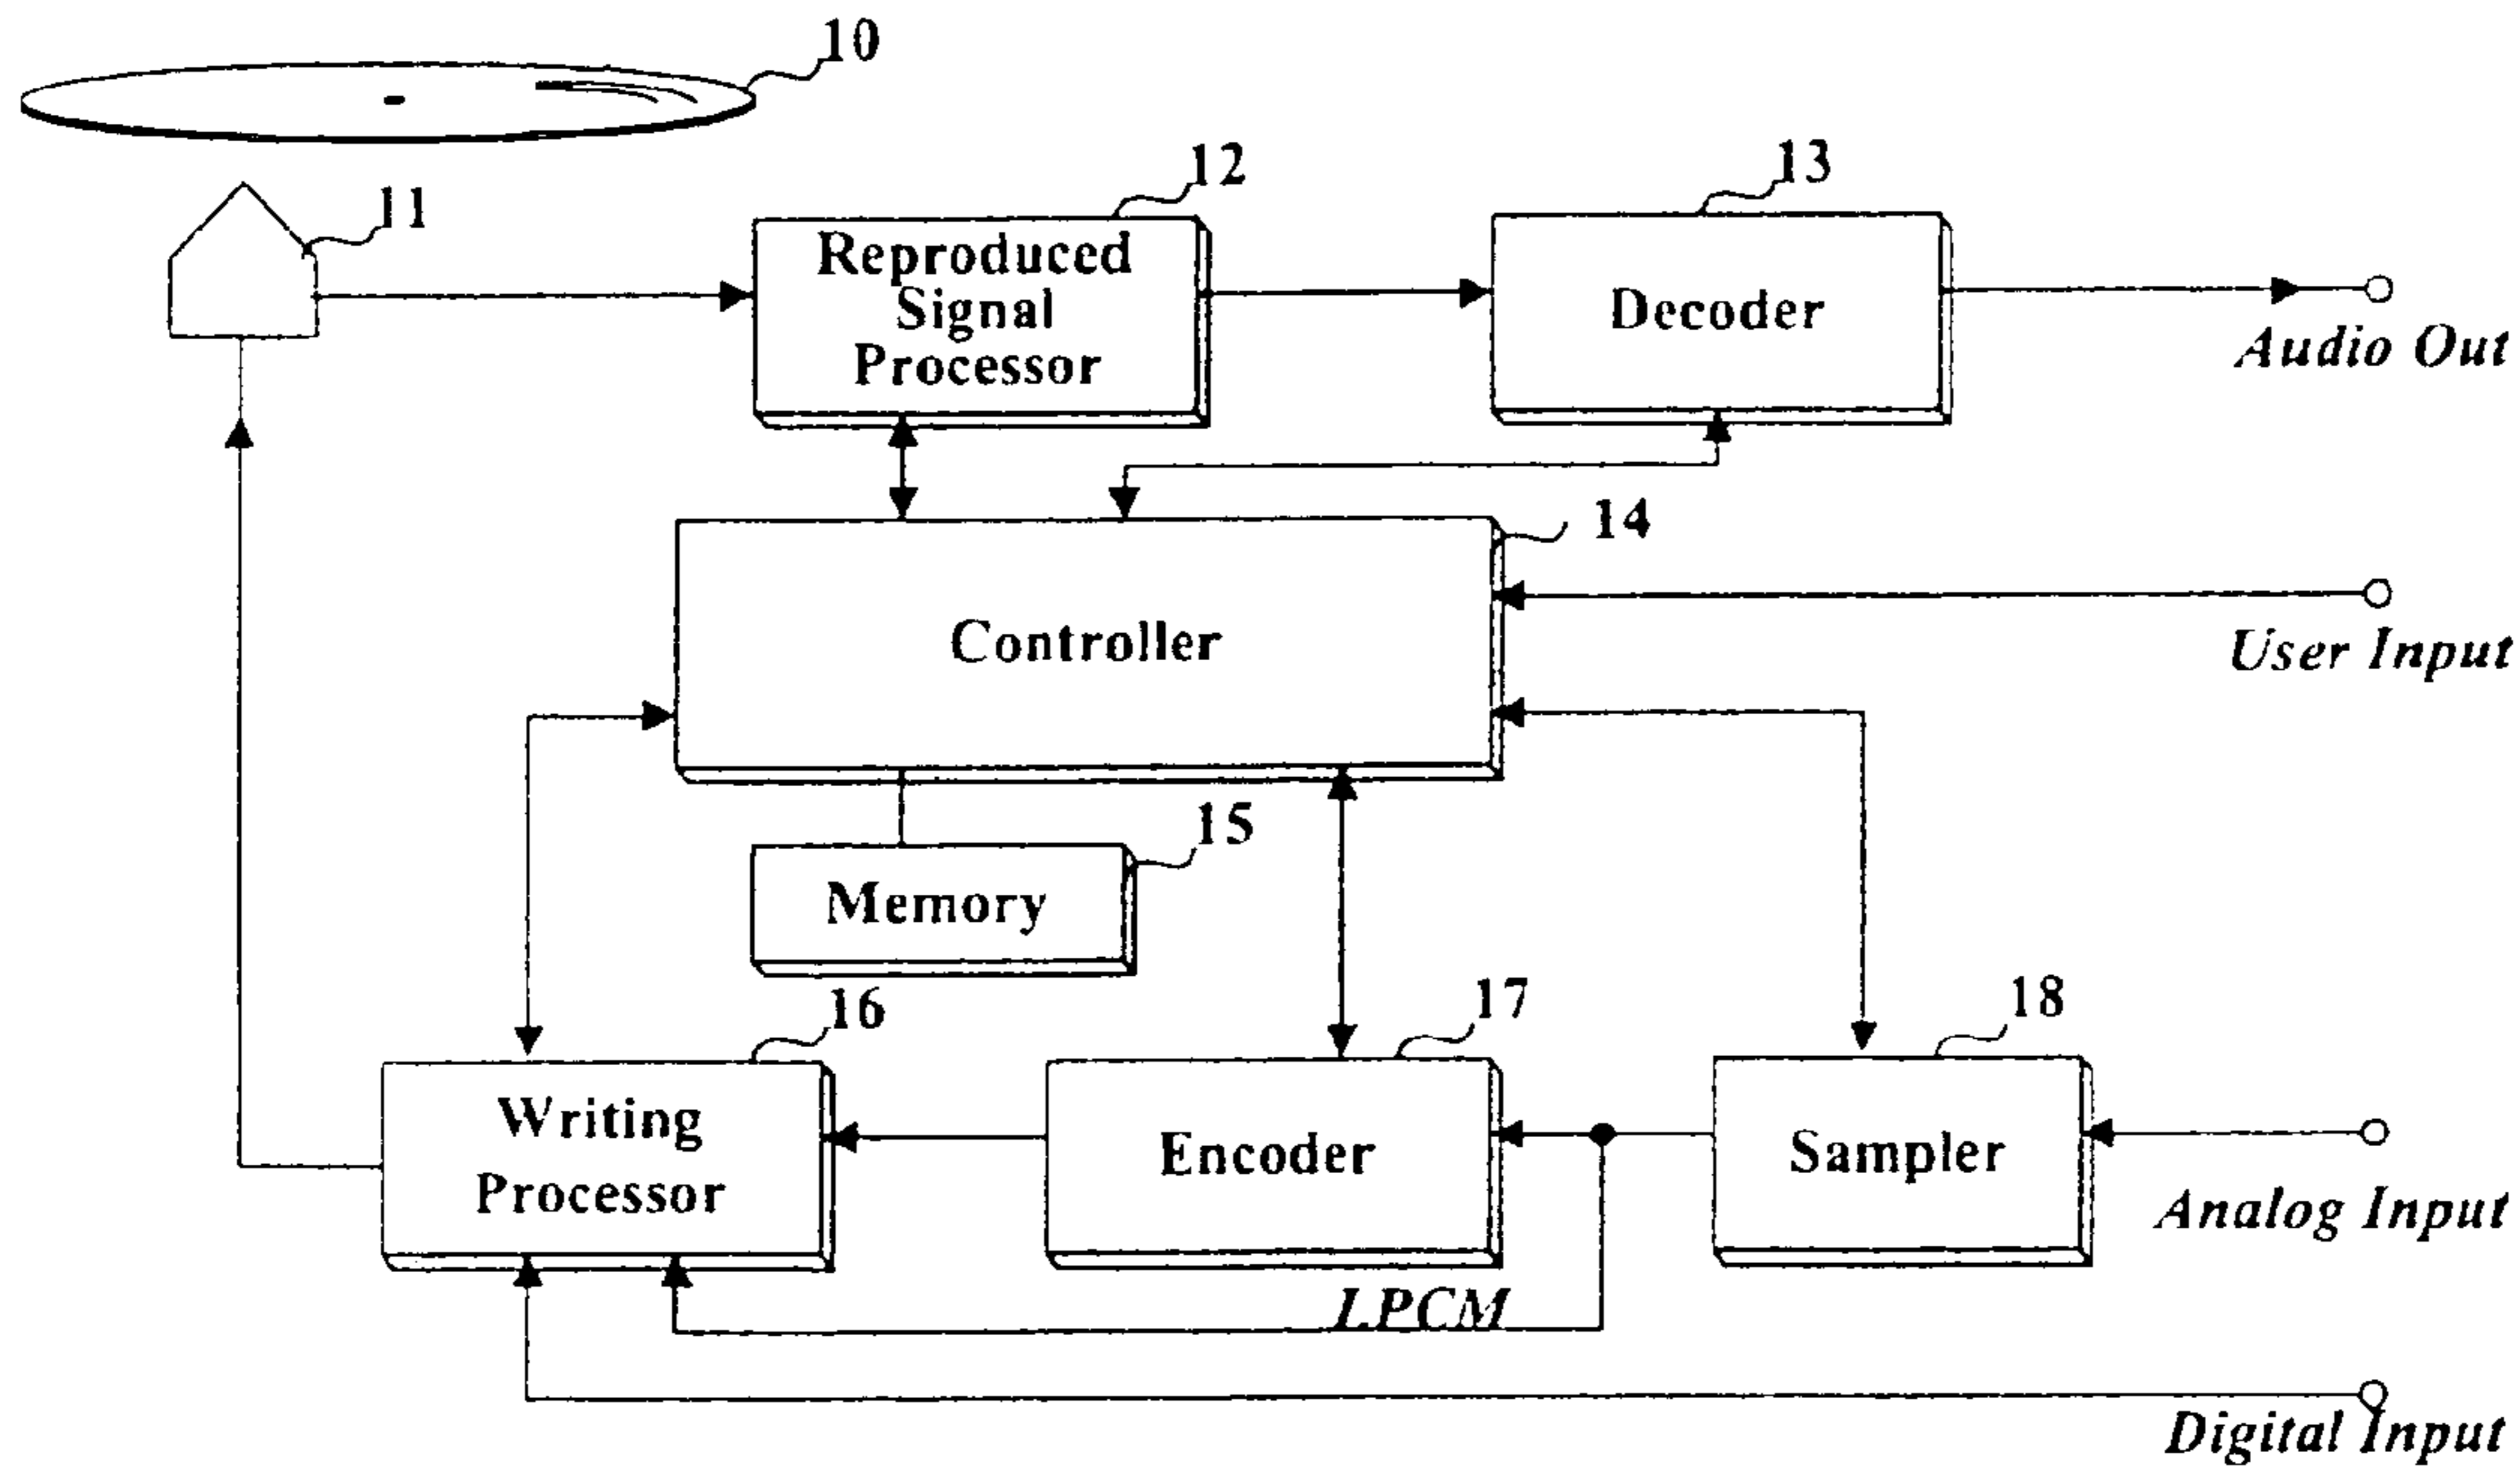 10
11
12
13
Reproduced
Signal
Processor
Decoder
Audio Out
14
Controller
User Input
15
Memory
16
17
18
Writing
Processor
Encoder
Sampler
Analog Input
LPCM
Digital Input